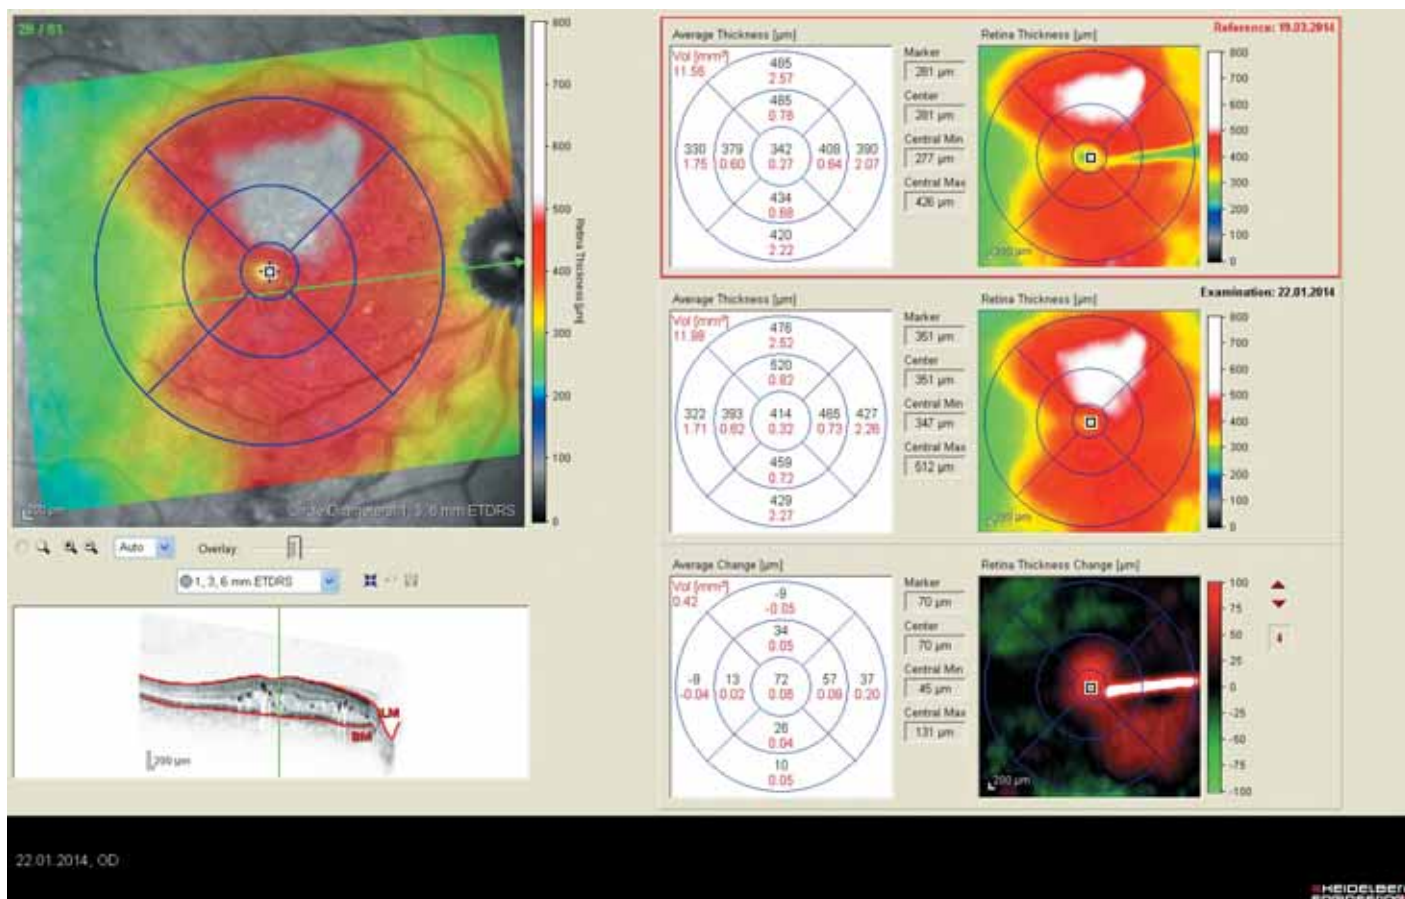 28 / 61
800
700
600
500
400
300
200
100
0
Retina Thickness [µm]
200 µm
Circle Diameters: 1, 3, 6 mm ETDRS
Auto
Overlay:
1, 3, 6 mm ETDRS
ILM
BM
200 µm
Reference: 19.03.2014
Average Thickness [µm]
Vol [mm³]
11.56
485
2.57
485
0.76
330 379 342 408 390
1.75 0.60 0.27 0.64 2.07
434
0.68
420
2.22
Marker
281 µm
Center
281 µm
Central Min
277 µm
Central Max
426 µm
Retina Thickness [µm]
200 µm
800
700
600
500
400
300
200
100
0
Examination: 22.01.2014
Average Thickness [µm]
Vol [mm³]
11.98
476
2.52
520
0.82
322 393 414 465 427
1.71 0.62 0.32 0.73 2.26
459
0.72
429
2.27
Marker
351 µm
Center
351 µm
Central Min
347 µm
Central Max
512 µm
Retina Thickness [µm]
200 µm
800
700
600
500
400
300
200
100
0
Average Change [µm]
Vol [mm³]
0.42
-9
-0.05
34
0.05
13 72 57 37
-0.04 0.02 0.06 0.09 0.20
26
0.04
10
0.05
Marker
70 µm
Center
70 µm
Central Min
45 µm
Central Max
131 µm
Retina Thickness Change [µm]
200 µm
100
75
50
25
0
-25
-50
-75
-100
4
22.01.2014, OD
HEIDELBERG
ENGINEERING